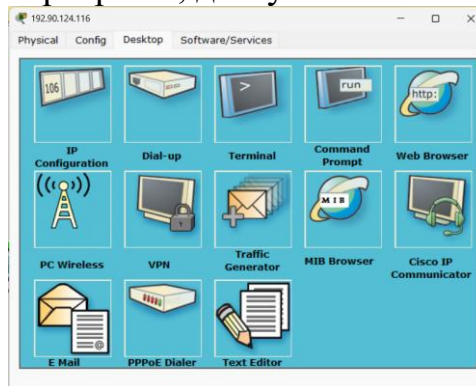 192.90.124.116
Physical Config Desktop Software/Services
106
>
run
http:
IP Configuration
Dial-up
Terminal
Command Prompt
Web Browser
MIB
PC Wireless
VPN
Traffic Generator
MIB Browser
Cisco IP Communicator
E Mail
PPPoE Dialer
Text Editor